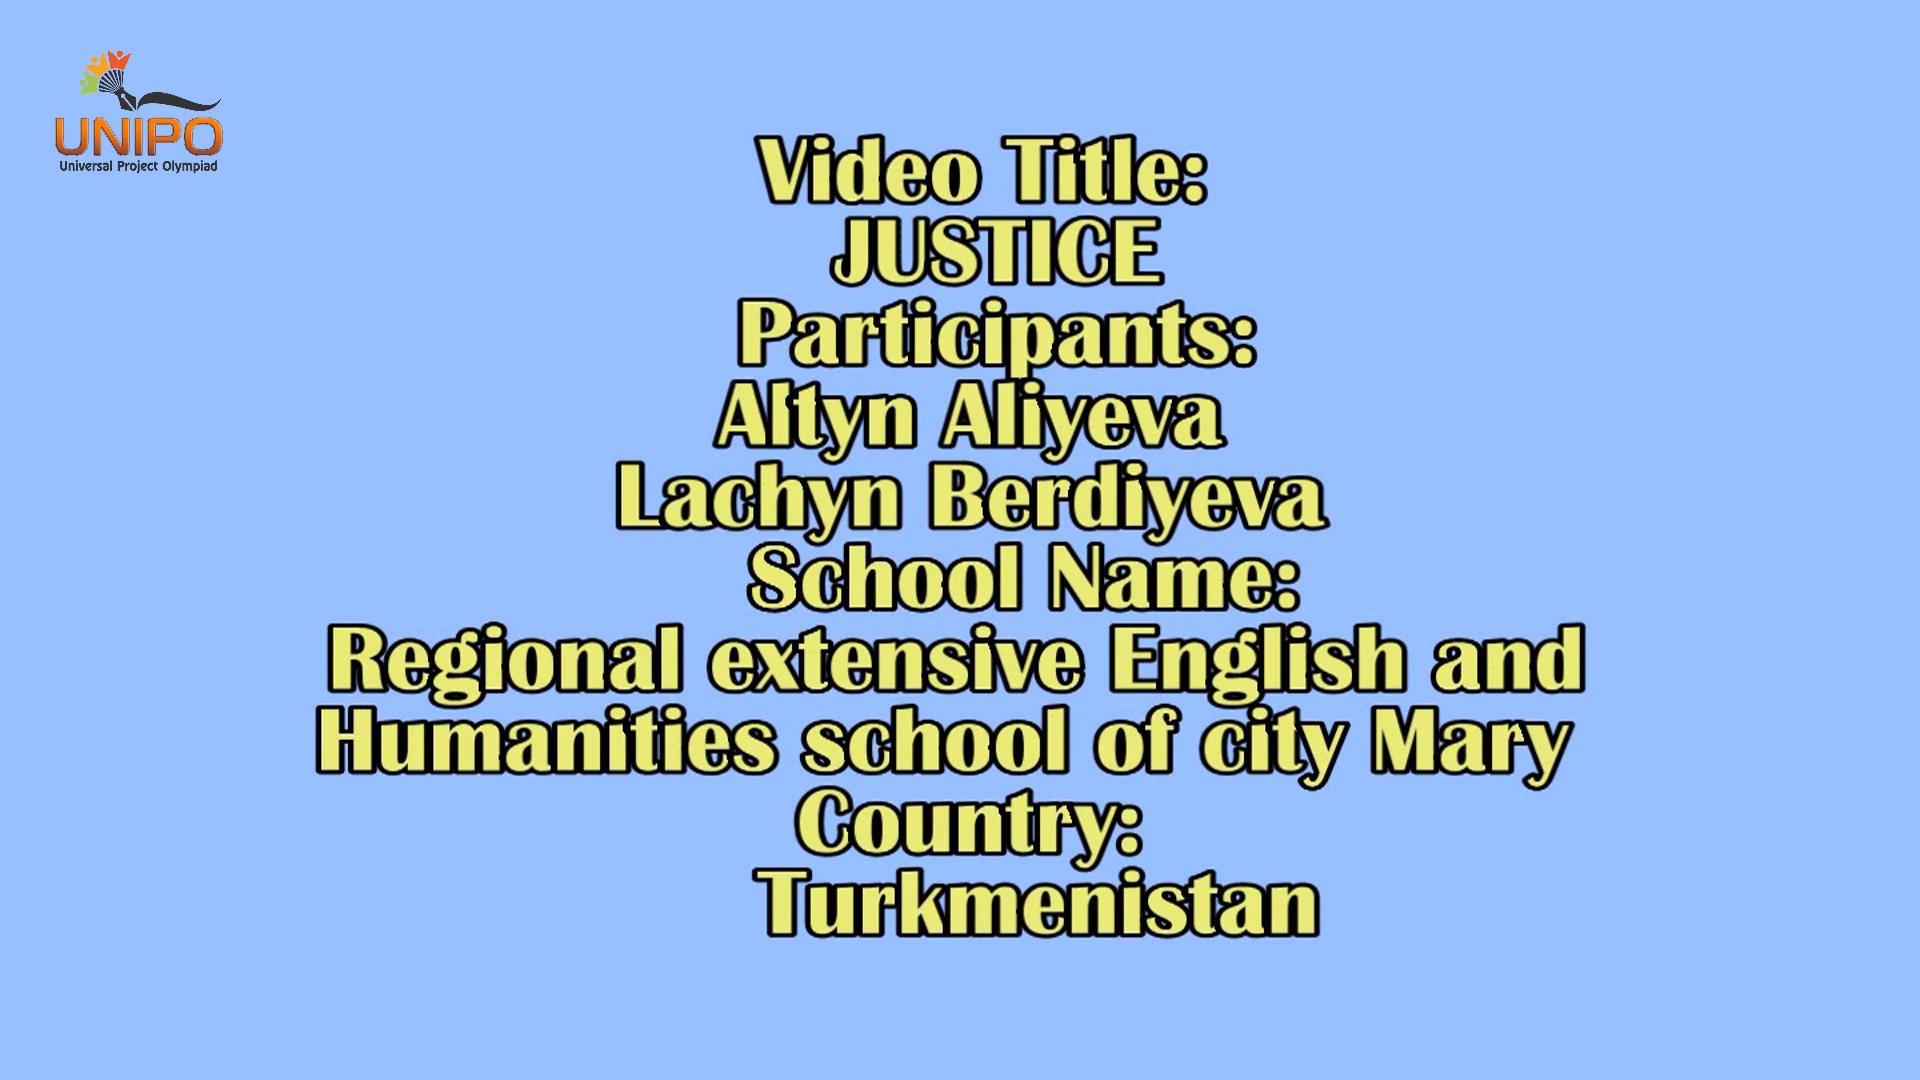 UNIPO
Universal Project Olympiad
Video Title:
JUSTICE
Participants:
Altyn Aliyeva
Lachyn Berdiyeva
School Name:
Regional extensive English and
Humanities school of city Mary
Country:
Turkmenistan